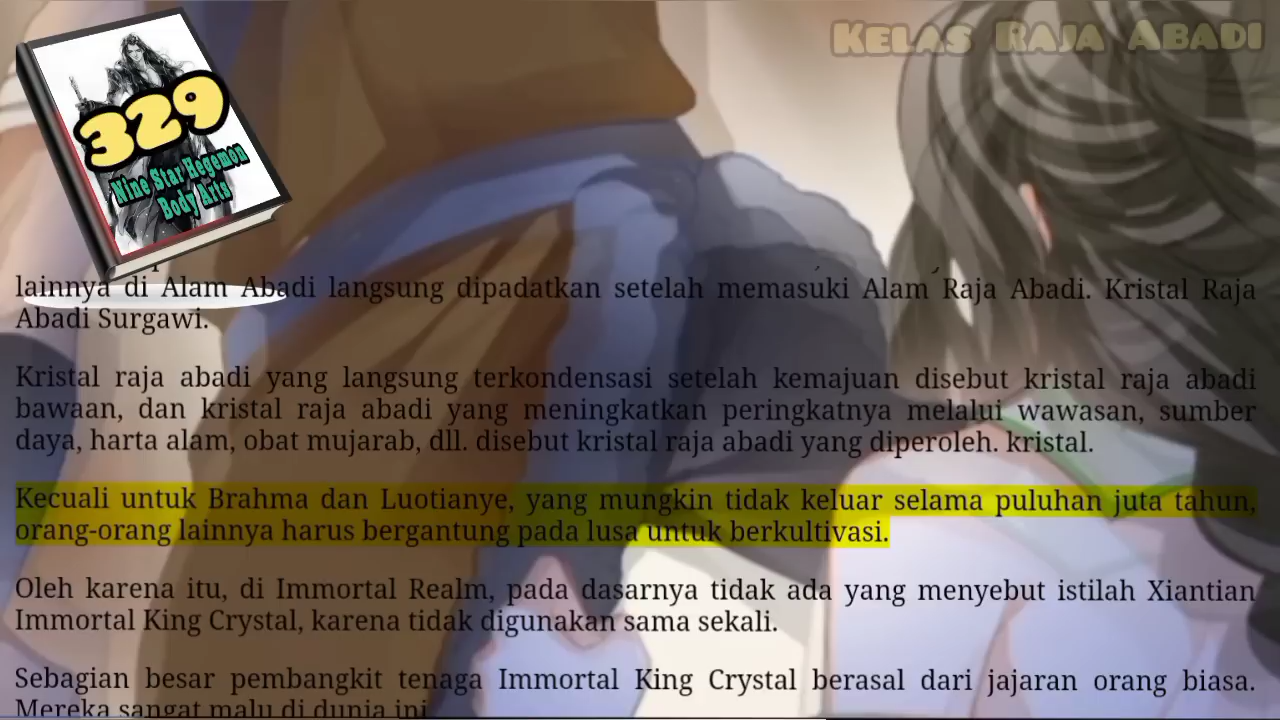 Kelas Raja Abadi
329
Nine Star Hegemon
Body Arts
lainnya di Alam Abadi langsung dipadatkan setelah memasuki Alam Raja Abadi. Kristal Raja
Abadi Surgawi.
Kristal raja abadi yang langsung terkondensasi setelah kemajuan disebut kristal raja abadi
bawaan, dan kristal raja abadi yang meningkatkan peringkatnya melalui wawasan, sumber
daya, harta alam, obat mujarab, dll. disebut kristal raja abadi yang diperoleh. kristal.
Kecuali untuk Brahma dan Luotianye, yang mungkin tidak keluar selama puluhan juta tahun,
orang-orang lainnya harus bergantung pada lusa untuk berkultivasi.
Oleh karena itu, di Immortal Realm, pada dasarnya tidak ada yang menyebut istilah Xiantian
Immortal King Crystal, karena tidak digunakan sama sekali.
Sebagian besar pembangkit tenaga Immortal King Crystal berasal dari jajaran orang biasa.
Mereka sangat malu di dunia ini